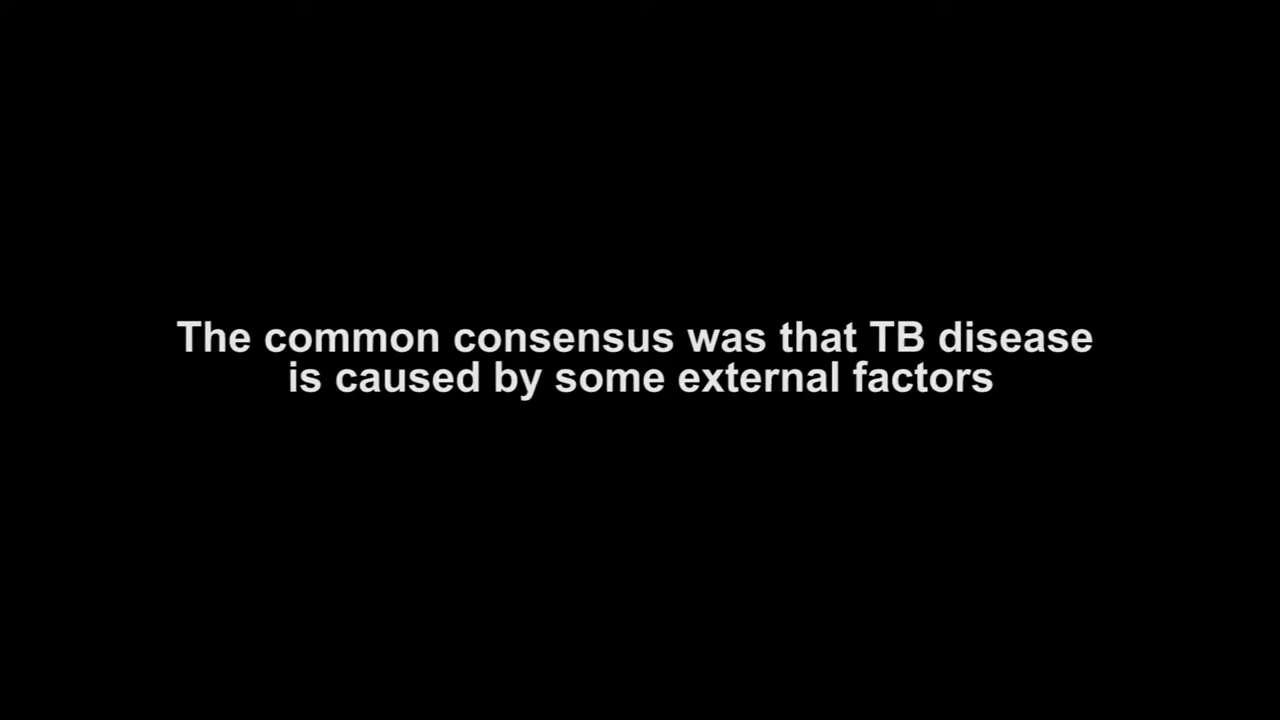 The common consensus was that TB disease
is caused by some external factors